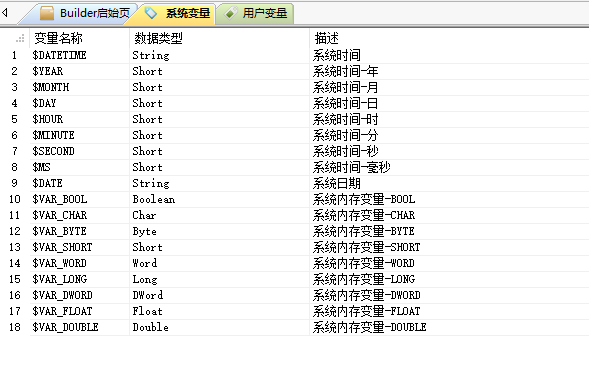 Builder启始页 系统变量 用户变量
变量名称 数据类型 描述
1 $DATETIME String 系统时间
2 $YEAR Short 系统时间-年
3 $MONTH Short 系统时间-月
4 $DAY Short 系统时间-日
5 $HOUR Short 系统时间-时
6 $MINUTE Short 系统时间-分
7 $SECOND Short 系统时间-秒
8 $MS Short 系统时间-毫秒
9 $DATE String 系统日期
10 $VAR_BOOL Boolean 系统内存变量-BOOL
11 $VAR_CHAR Char 系统内存变量-CHAR
12 $VAR_BYTE Byte 系统内存变量-BYTE
13 $VAR_SHORT Short 系统内存变量-SHORT
14 $VAR_WORD Word 系统内存变量-WORD
15 $VAR_LONG Long 系统内存变量-LONG
16 $VAR_DWORD DWord 系统内存变量-DWORD
17 $VAR_FLOAT Float 系统内存变量-FLOAT
18 $VAR_DOUBLE Double 系统内存变量-DOUBLE